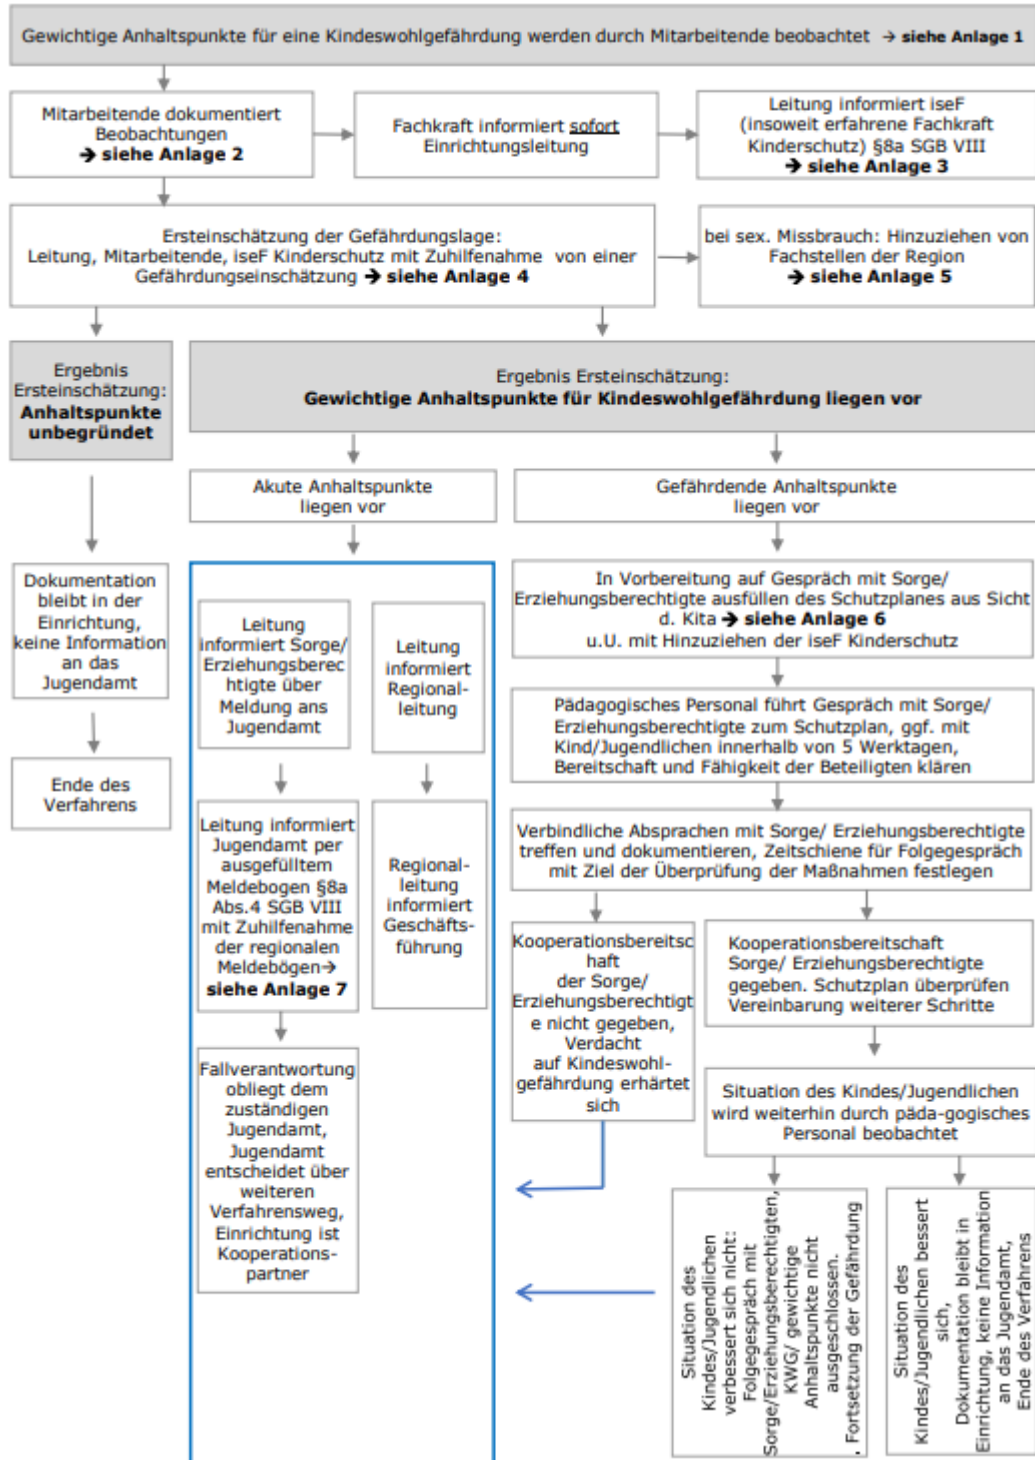 Gewichtige Anhaltspunkte für eine Kindeswohlgefährdung werden durch Mitarbeitende beobachtet → siehe Anlage 1
Mitarbeitende dokumentiert
Beobachtungen
→ siehe Anlage 2
Fachkraft informiert sofort
Einrichtungsleitung
Leitung informiert iseF
(insoweit erfahrene Fachkraft
Kinderschutz) §8a SGB VIII
→ siehe Anlage 3
Ersteinschätzung der Gefährdungslage:
Leitung, Mitarbeitende, iseF Kinderschutz mit Zuhilfenahme von einer
Gefährdungseinschätzung → siehe Anlage 4
bei sex. Missbrauch: Hinzuziehen von
Fachstellen der Region
→ siehe Anlage 5
Ergebnis
Ersteinschätzung:
Anhaltspunkte
unbegründet
Ergebnis Ersteinschätzung:
Gewichtige Anhaltspunkte für Kindeswohlgefährdung liegen vor
Akute Anhaltspunkte
liegen vor
Gefährdende Anhaltspunkte
liegen vor
Dokumentation
bleibt in der
Einrichtung,
keine Information
an das
Jugendamt
Ende des
Verfahrens
Leitung
informiert Sorge/
Erziehungsberec
htigte über
Meldung ans
Jugendamt
Leitung
informiert
Regional-
leitung
Leitung informiert
Jugendamt per
ausgefülltem
Meldebogen §8a
Abs.4 SGB VIII
mit Zuhilfenahme
der regionalen
Meldebögen→
siehe Anlage 7
Regional-
leitung
informiert
Geschäfts-
führung
Fallverantwortung
obliegt dem
zuständigen
Jugendamt,
Jugendamt
entscheidet über
weiteren
Verfahrensweg,
Einrichtung ist
Kooperations-
partner
In Vorbereitung auf Gespräch mit Sorge/
Erziehungsberechtigte ausfüllen des Schutzplanes aus Sicht
d. Kita → siehe Anlage 6
u.U. mit Hinzuziehen der iseF Kinderschutz
Pädagogisches Personal führt Gespräch mit Sorge/
Erziehungsberechtigte zum Schutzplan, ggf. mit
Kind/Jugendlichen innerhalb von 5 Werktagen,
Bereitschaft und Fähigkeit der Beteiligten klären
Verbindliche Absprachen mit Sorge/ Erziehungsberechtigte
treffen und dokumentieren, Zeitschiene für Folgegespräch
mit Ziel der Überprüfung der Maßnahmen festlegen
Kooperationsbereitsc
haft
der Sorge/
Erziehungsberechtigt
e nicht gegeben,
Verdacht
auf Kindeswohl-
gefährdung erhärtet
sich
Kooperationsbereitschaft
Sorge/ Erziehungsberechtigte
gegeben. Schutzplan überprüfen
Vereinbarung weiterer Schritte
Situation des Kindes/Jugendlichen
wird weiterhin durch päda-gogisches
Personal beobachtet
Situation des
Kindes/Jugendlichen
verbessert sich nicht:
Folgegespräch mit
Sorge/Erziehungsberechtigten,
KWG/ gewichtige
Anhaltspunkte nicht
ausgeschlossen.
, Fortsetzung der Gefährdung
Situation des
Kindes/Jugendlichen bessert
sich,
Dokumentation bleibt in
Einrichtung, keine Information
an das Jugendamt,
Ende des Verfahrens